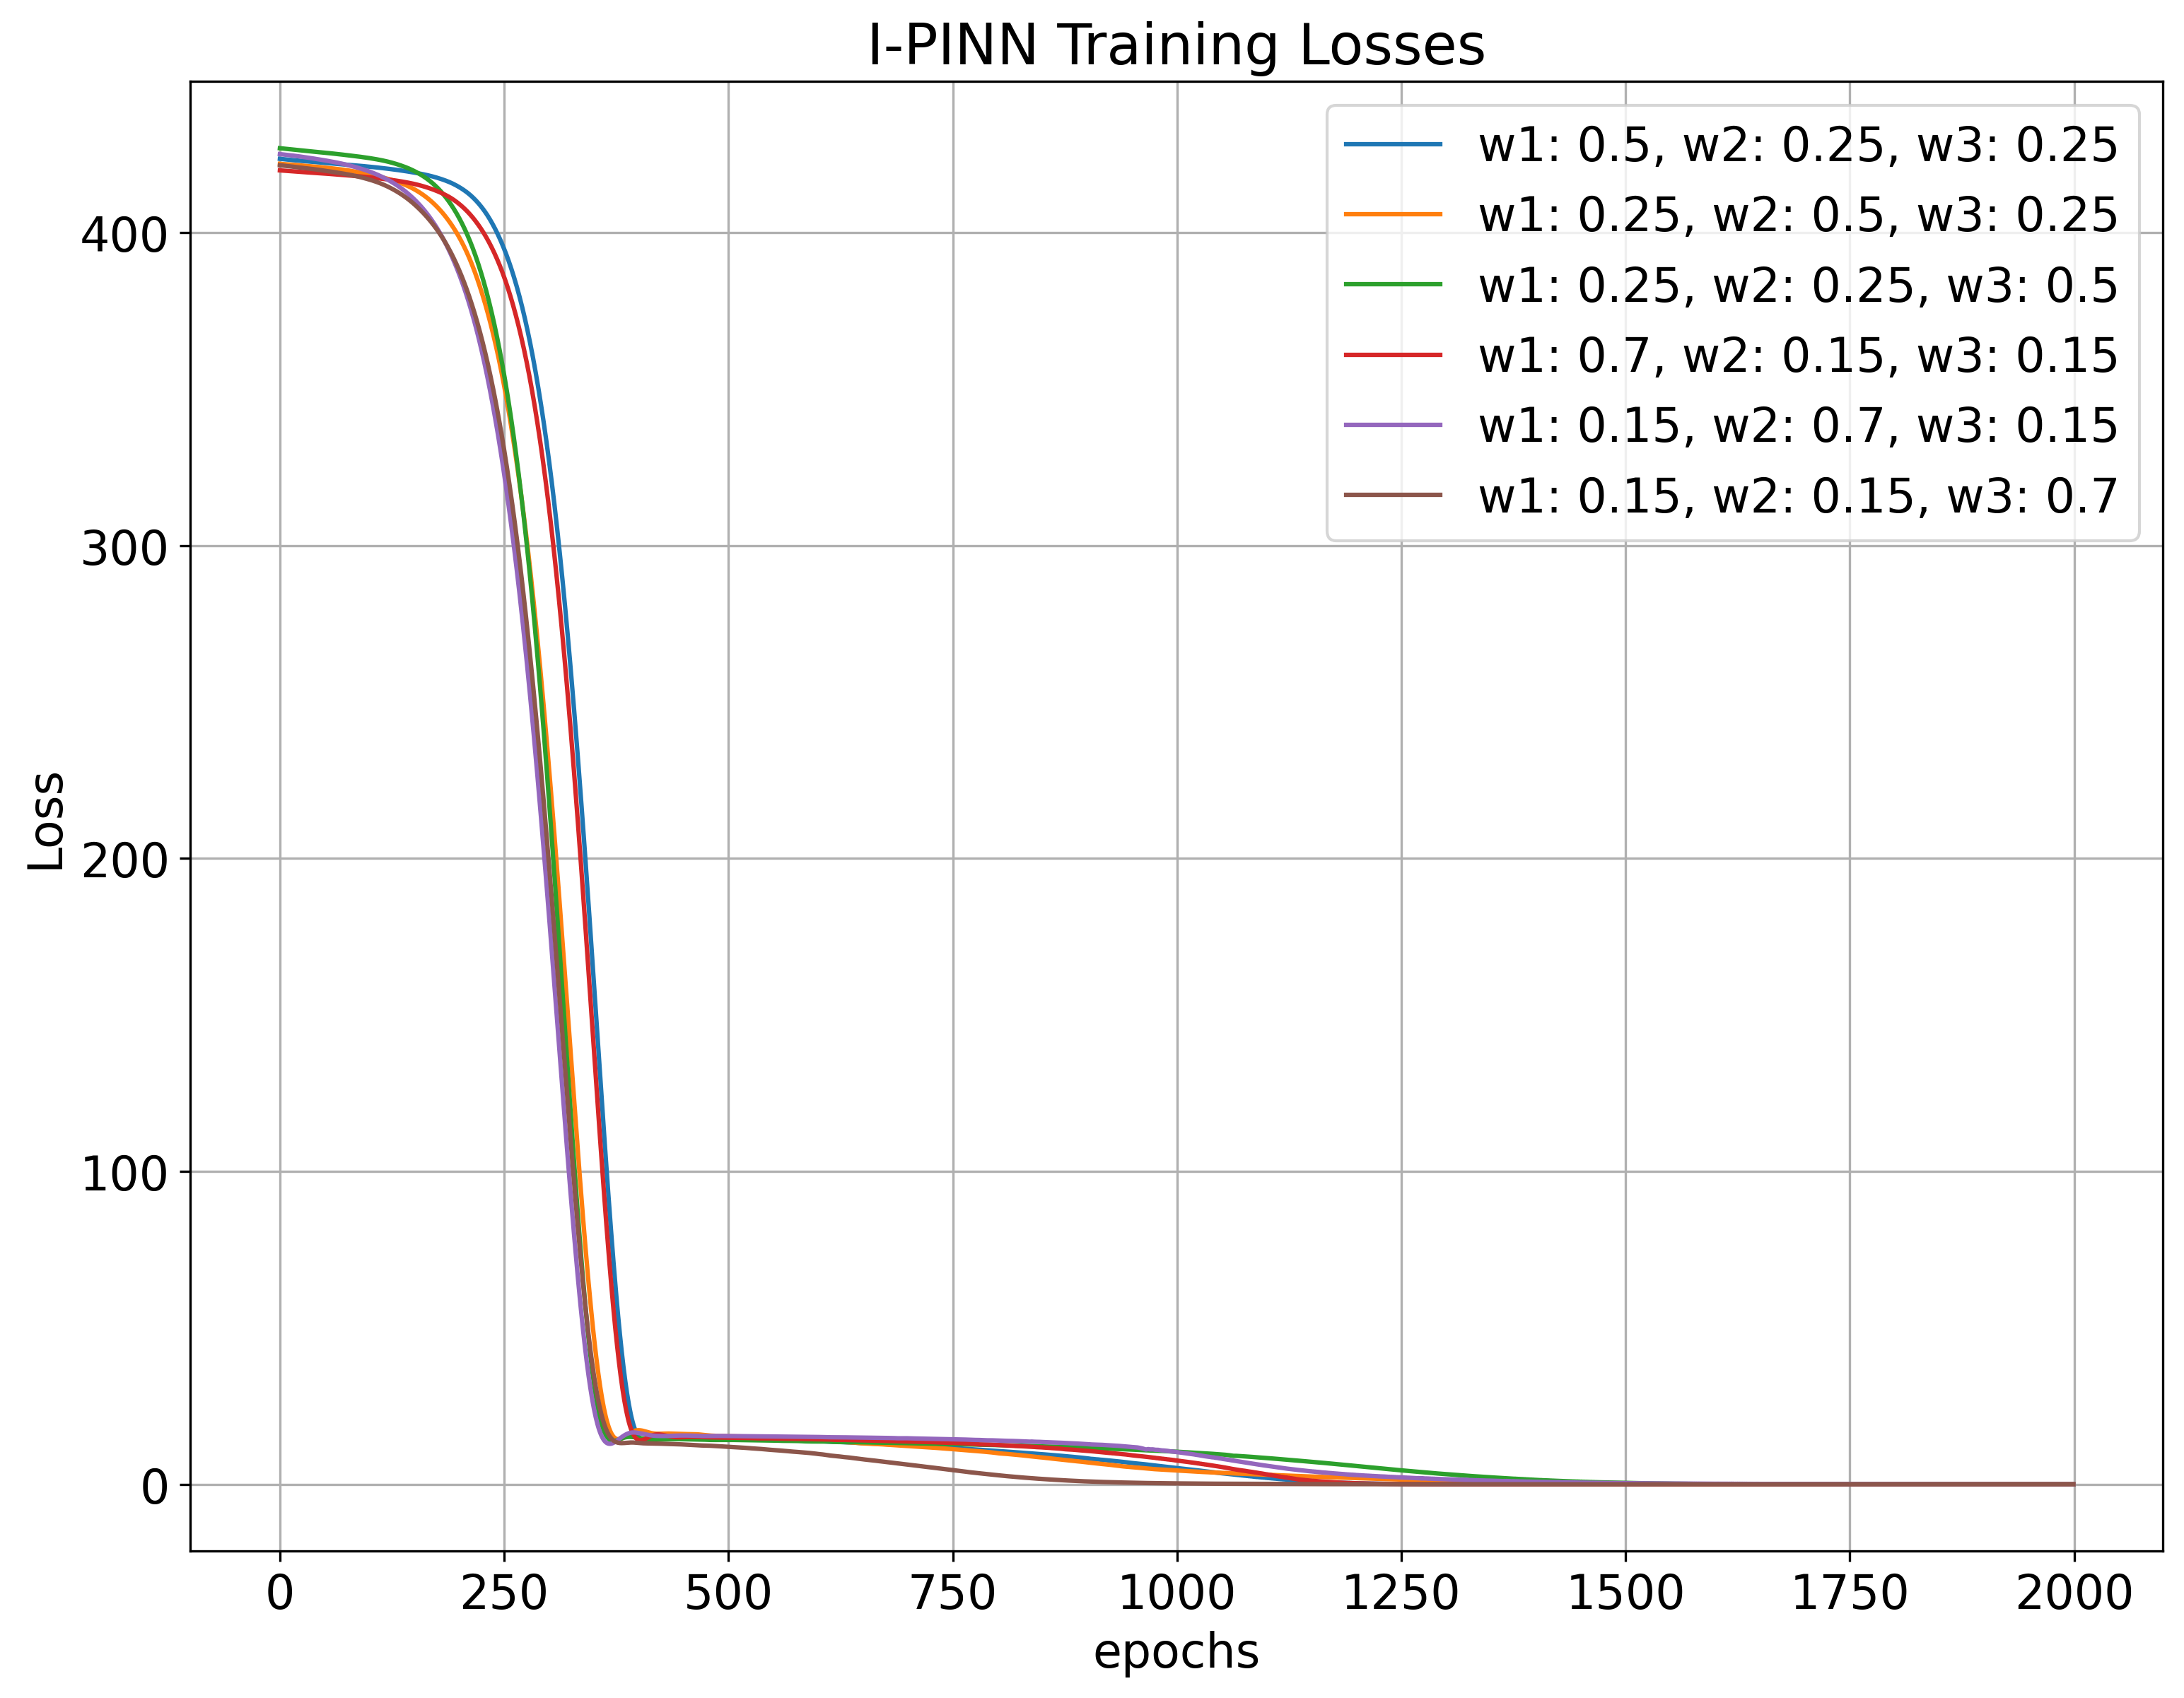 I-PINN Training Losses
w1: 0.5, w2: 0.25, w3: 0.25
w1: 0.25, w2: 0.5, w3: 0.25
w1: 0.25, w2: 0.25, w3: 0.5
w1: 0.7, w2: 0.15, w3: 0.15
w1: 0.15, w2: 0.7, w3: 0.15
w1: 0.15, w2: 0.15, w3: 0.7
Loss
400
300
200
100
0
0 250 500 750 1000 1250 1500 1750 2000
epochs